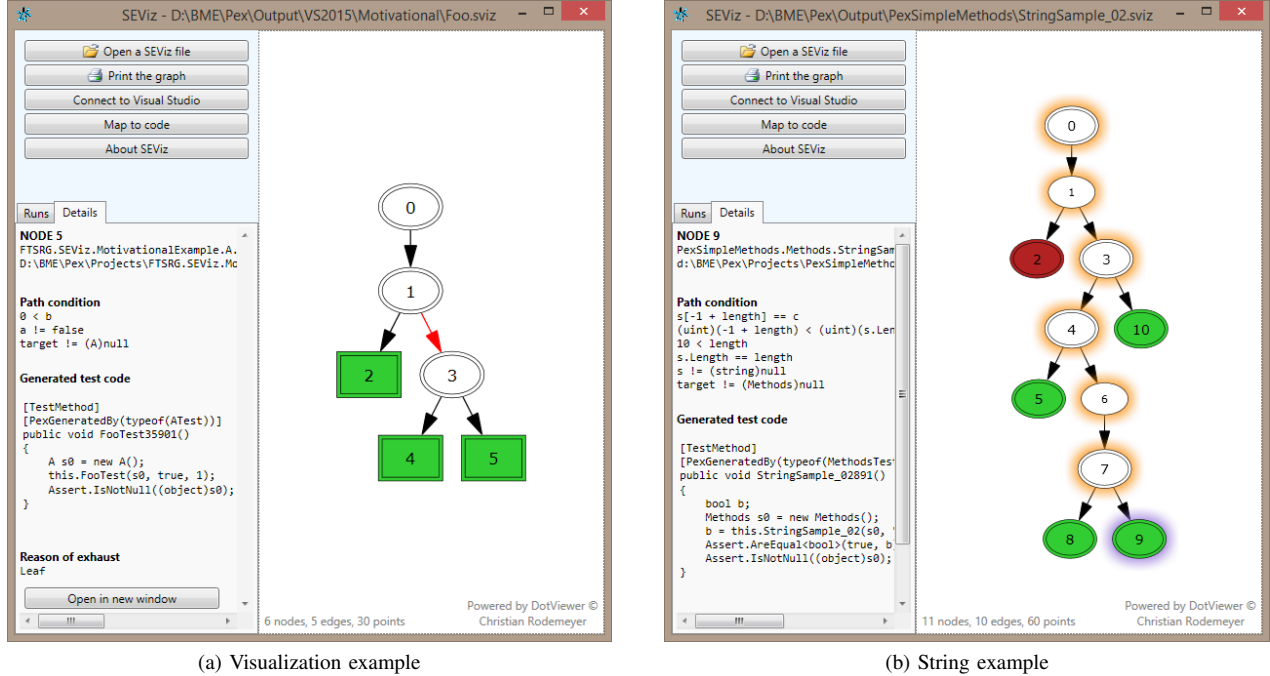 SEViz - D:\BME\Pex\Output\VS2015\Motivational\Foo.sviz
Open a SEViz file
Print the graph
Connect to Visual Studio
Map to code
About SEViz
Runs Details
NODE 5
FTSRG.SEViz.MotivationalExample.A.
D:\BME\Pex\Projects\FTSRG.SEViz.Mo
Path condition
0 < b
a != false
target != (A)null
Generated test code
[TestMethod]
[PexGeneratedBy(typeof(ATest))]
public void FooTest35901()
{
A s0 = new A();
this.FooTest(s0, true, 1);
Assert.IsNotNull((object)s0);
}
Reason of exhaust
Leaf
Open in new window
0
1
2
3
4
5
6 nodes, 5 edges, 30 points
Powered by DotViewer ©
Christian Rodemeyer
(a) Visualization example
SEViz - D:\BME\Pex\Output\PexSimpleMethods\StringSample_02.sviz
Open a SEViz file
Print the graph
Connect to Visual Studio
Map to code
About SEViz
Runs Details
NODE 9
PexSimpleMethods.Methods.StringSam
d:\BME\Pex\Projects\PexSimpleMetho
Path condition
s[-1 + length] == c
(uint)(-1 + length) < (uint)(s.Len
10 < length
s.Length == length
s != (string)null
target != (Methods)null
Generated test code
[TestMethod]
[PexGeneratedBy(typeof(MethodsTest
public void StringSample_02891()
{
bool b;
Methods s0 = new Methods();
b = this.StringSample_02(s0, "
Assert.AreEqual<bool>(true, b
Assert.IsNotNull((object)s0);
}
0
1
2
3
4
10
5
6
7
8
9
11 nodes, 10 edges, 60 points
Powered by DotViewer ©
Christian Rodemeyer
(b) String example